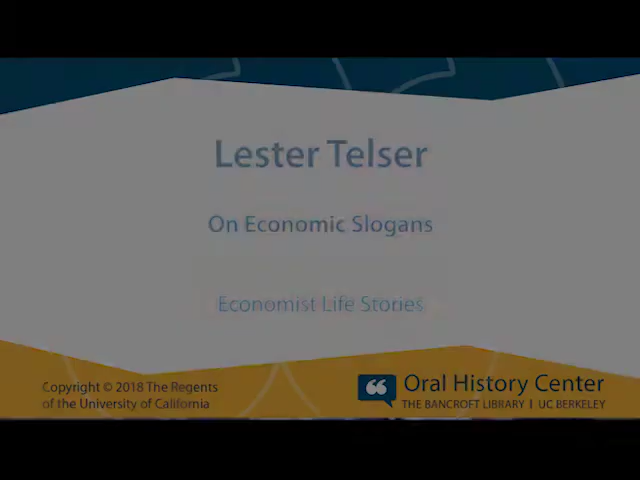 Lester Telser
On Economic Slogans
Economist Life Stories
Copyright © 2018 The Regents
of the University of California
Oral History Center
THE BANCROFT LIBRARY | UC BERKELEY